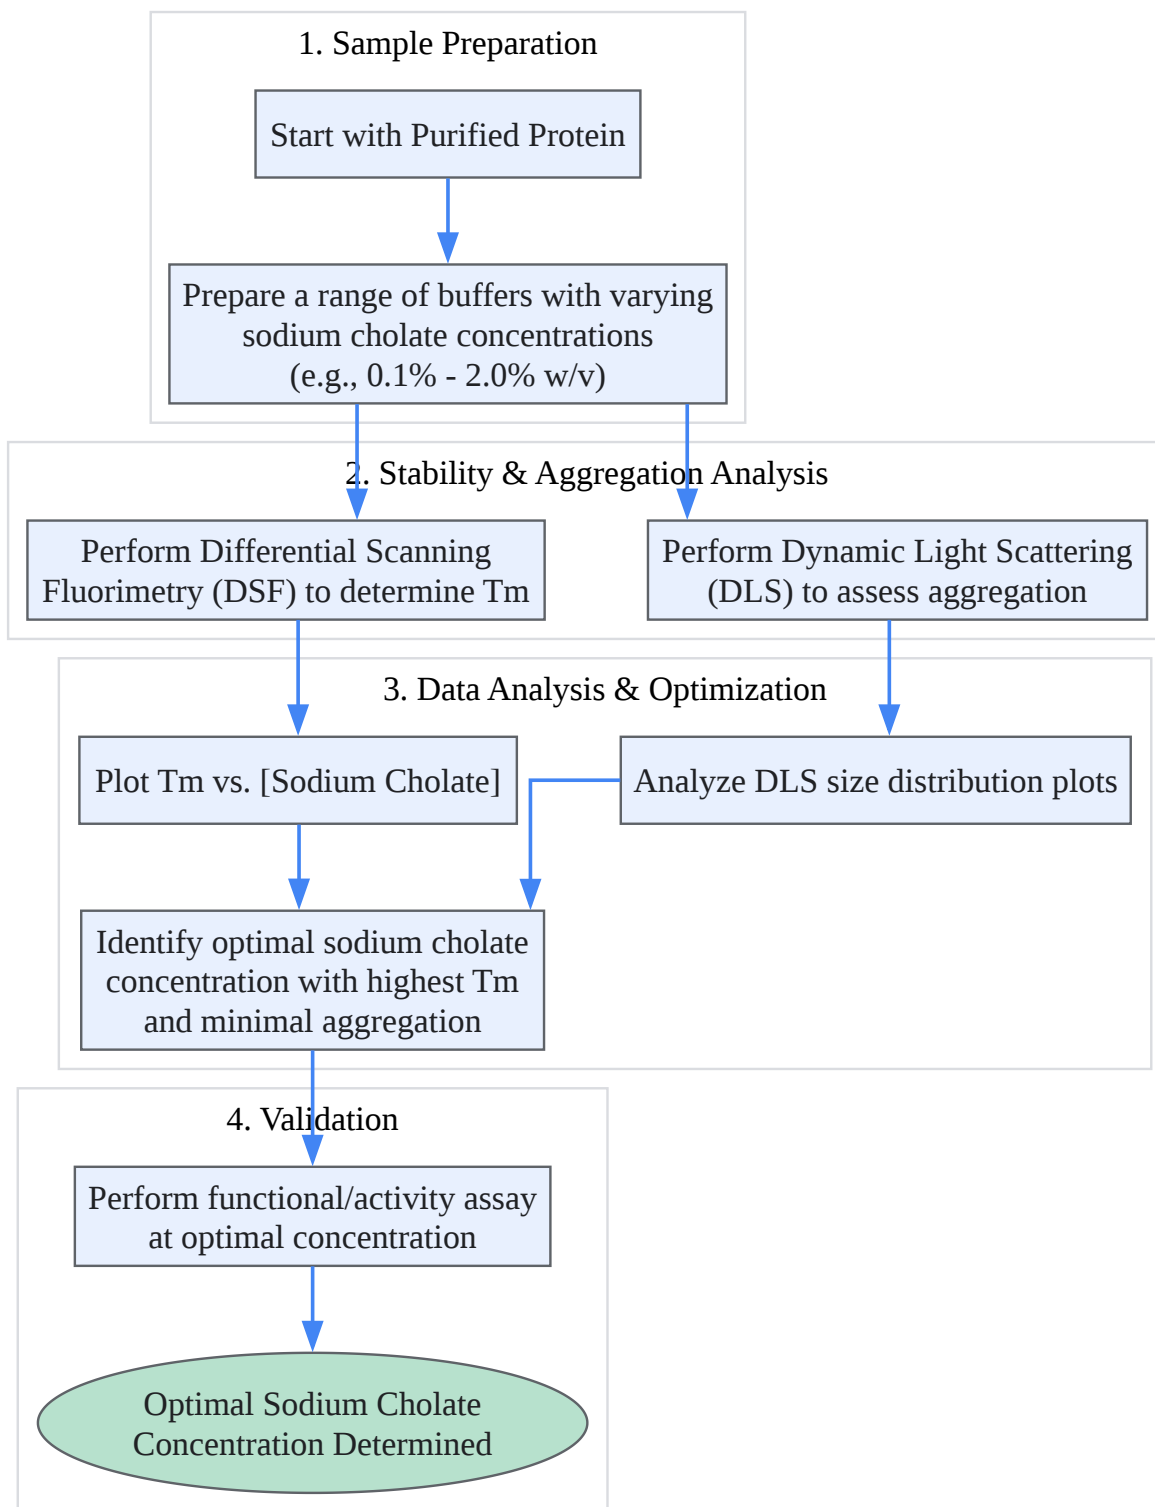 1. Sample Preparation
Start with Purified Protein
Prepare a range of buffers with varying
sodium cholate concentrations
(e.g., 0.1% - 2.0% w/v)
2. Stability & Aggregation Analysis
Perform Differential Scanning
Fluorimetry (DSF) to determine Tm
Perform Dynamic Light Scattering
(DLS) to assess aggregation
3. Data Analysis & Optimization
Plot Tm vs. [Sodium Cholate]
Analyze DLS size distribution plots
Identify optimal sodium cholate
concentration with highest Tm
and minimal aggregation
4. Validation
Perform functional/activity assay
at optimal concentration
Optimal Sodium Cholate
Concentration Determined